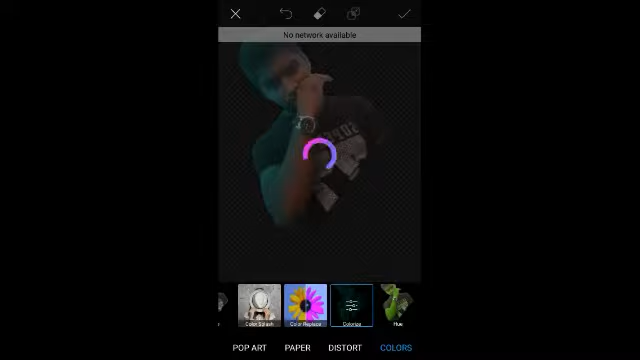 No network available
Color Splash
Color Replace
Colorize
Hue
POP ART
PAPER
DISTORT
COLORS